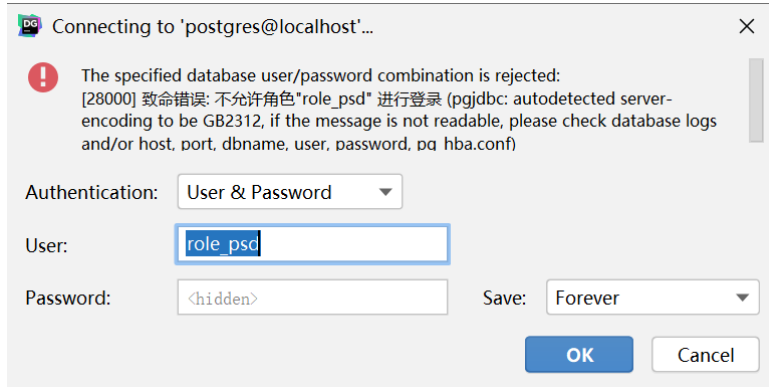 DG
Connecting to 'postgres@localhost'...
The specified database user/password combination is rejected:
[28000] 致命错误: 不允许角色"role_psd" 进行登录 (pgjdbc: autodetected server-
encoding to be GB2312, if the message is not readable, please check database logs
and/or host, port, dbname, user, password, pg_hba.conf)
Authentication: User & Password
User: role_psd
Password: <hidden> Save: Forever
OK Cancel